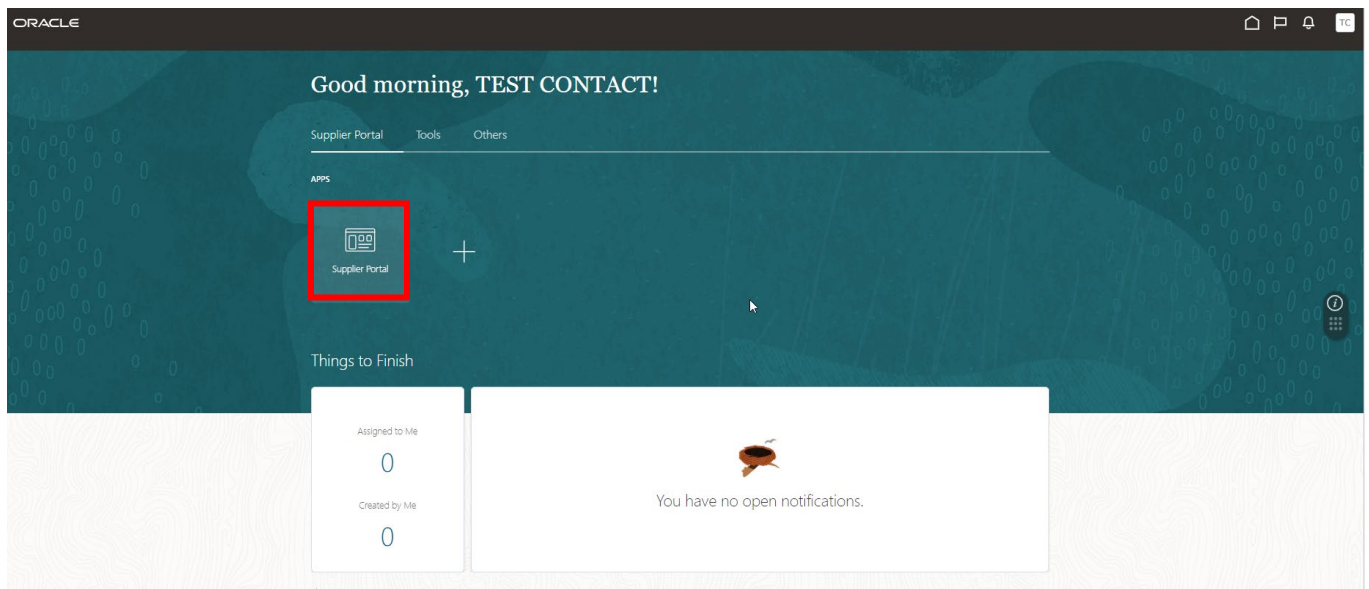 ORACLE
TC
Good morning, TEST CONTACT!
Supplier Portal Tools Others
APPS
Supplier Portal
Things to Finish
Assigned to Me
0
Created by Me
0
You have no open notifications.